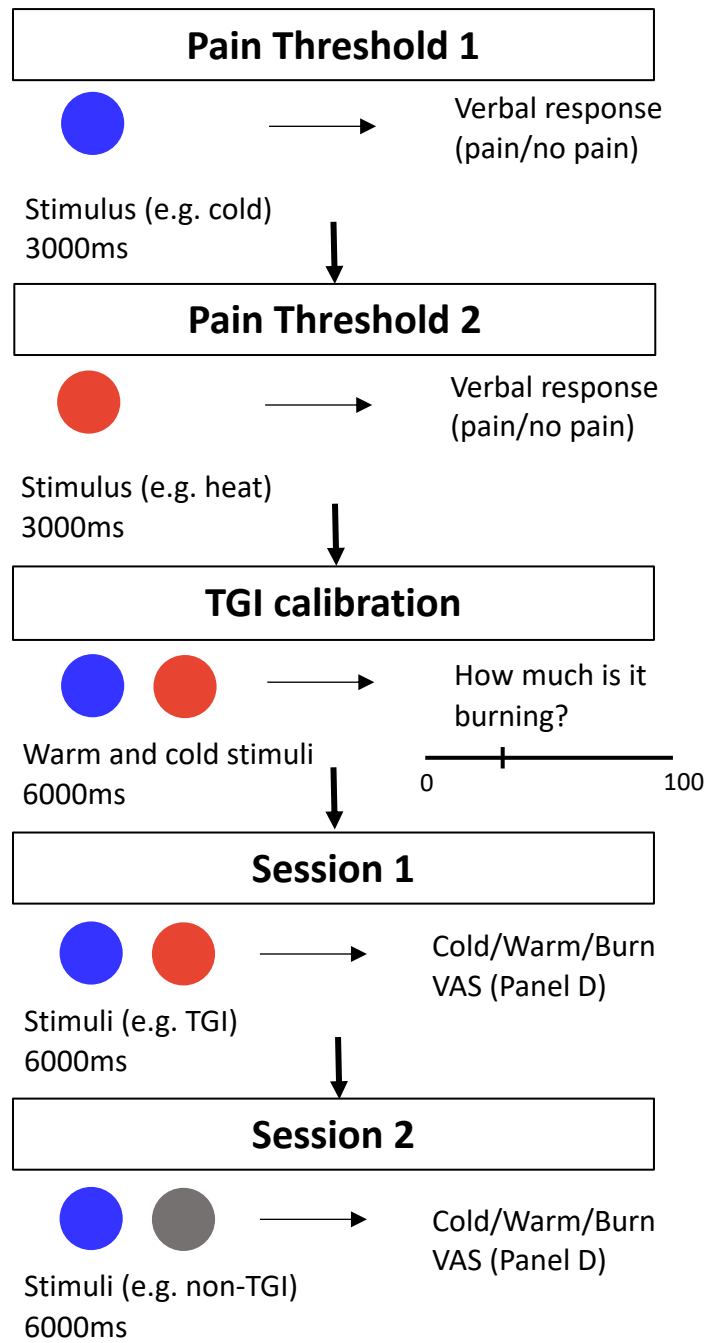 Pain Threshold 1
Verbal response
(pain/no pain)
Stimulus (e.g. cold)
3000ms
Pain Threshold 2
Verbal response
(pain/no pain)
Stimulus (e.g. heat)
3000ms
TGI calibration
How much is it
burning?
Warm and cold stimuli
6000ms
0 100
Session 1
Cold/Warm/Burn
VAS (Panel D)
Stimuli (e.g. TGI)
6000ms
Session 2
Cold/Warm/Burn
VAS (Panel D)
Stimuli (e.g. non-TGI)
6000ms